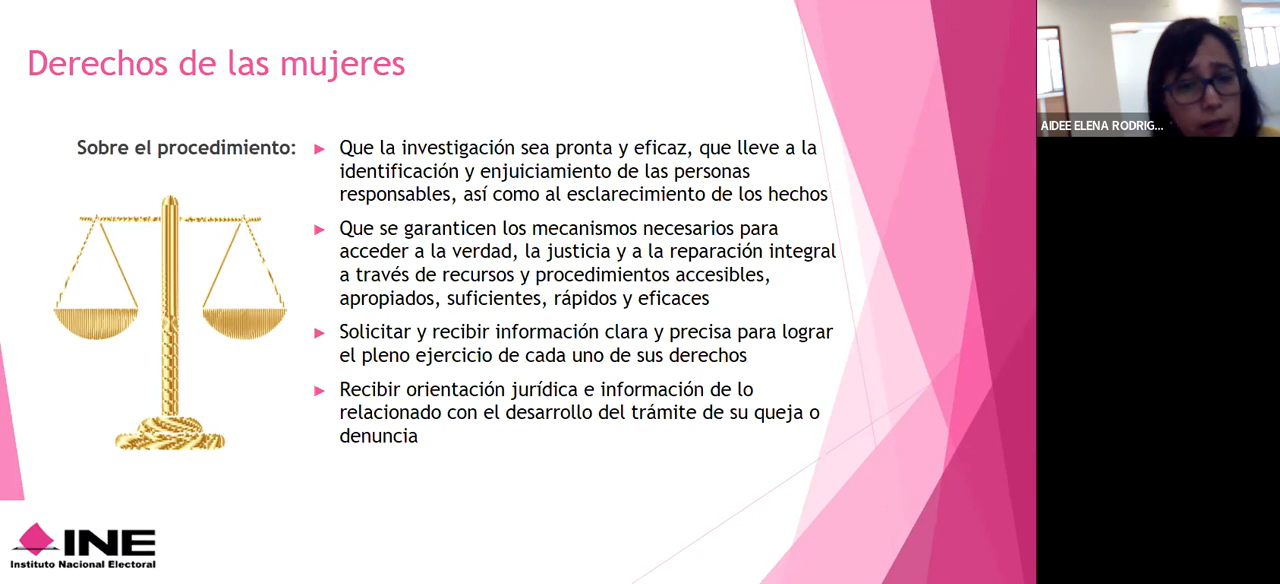 Derechos de las mujeres
Sobre el procedimiento:
Que la investigación sea pronta y eficaz, que lleve a la
identificación y enjuiciamiento de las personas
responsables, así como al esclarecimiento de los hechos
Que se garanticen los mecanismos necesarios para
acceder a la verdad, la justicia y a la reparación integral
a través de recursos y procedimientos accesibles,
apropiados, suficientes, rápidos y eficaces
Solicitar y recibir información clara y precisa para lograr
el pleno ejercicio de cada uno de sus derechos
Recibir orientación jurídica e información de lo
relacionado con el desarrollo del trámite de su queja o
denuncia
INE
Instituto Nacional Electoral
AIDEE ELENA RODRIG...